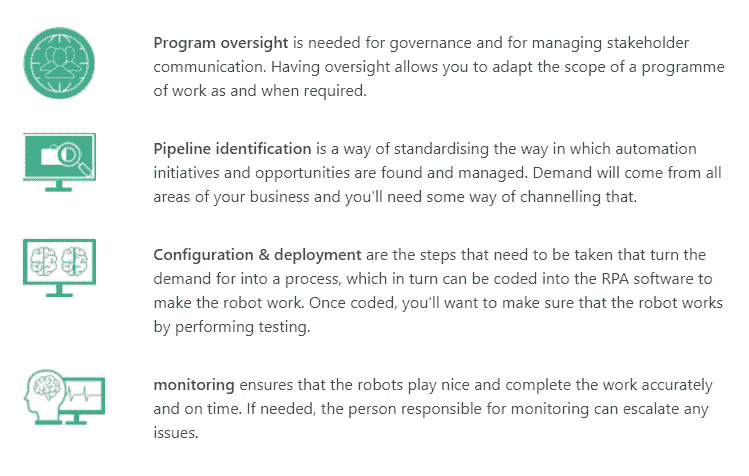 Program oversight is needed for governance and for managing stakeholder
communication. Having oversight allows you to adapt the scope of a programme
of work as and when required.
Pipeline identification is a way of standardising the way in which automation
initiatives and opportunities are found and managed. Demand will come from all
areas of your business and you'll need some way of channelling that.
Configuration & deployment are the steps that need to be taken that turn the
demand for into a process, which in turn can be coded into the RPA software to
make the robot work. Once coded, you'll want to make sure that the robot works
by performing testing.
monitoring ensures that the robots play nice and complete the work accurately
and on time. If needed, the person responsible for monitoring can escalate any
issues.